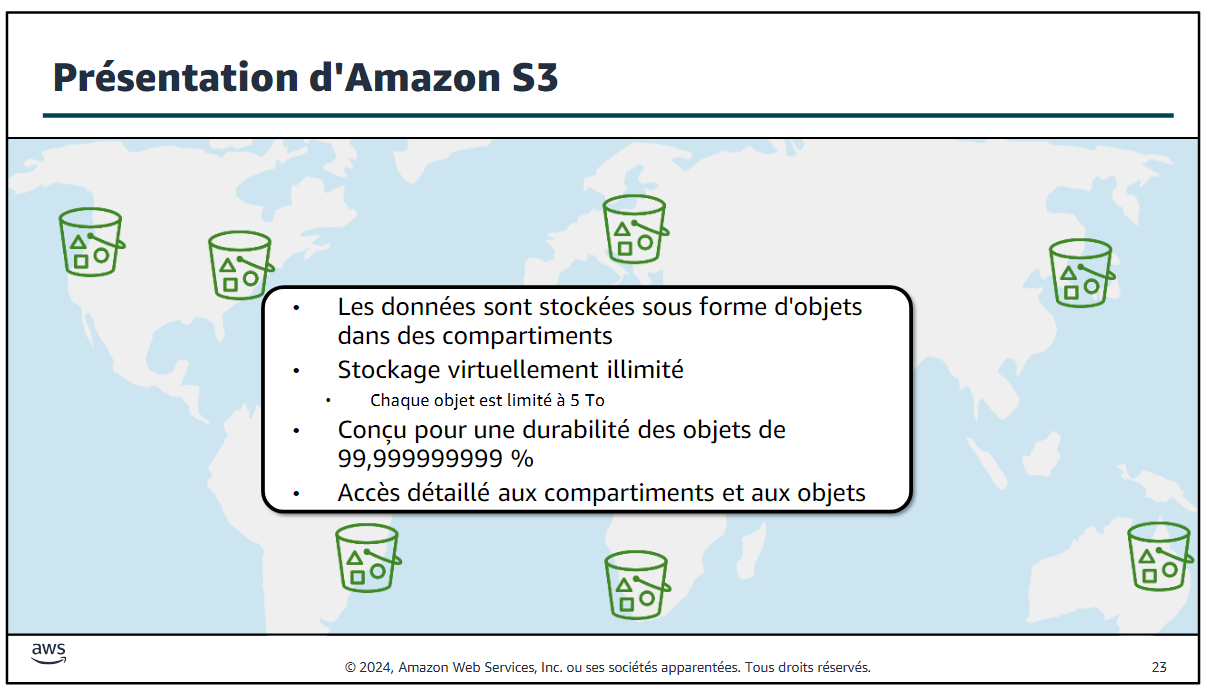 Présentation d'Amazon S3
• Les données sont stockées sous forme d'objets
dans des compartiments
• Stockage virtuellement illimité
• Chaque objet est limité à 5 To
• Conçu pour une durabilité des objets de
99,999999999 %
• Accès détaillé aux compartiments et aux objets
aws
© 2024, Amazon Web Services, Inc. ou ses sociétés apparentées. Tous droits réservés.
23